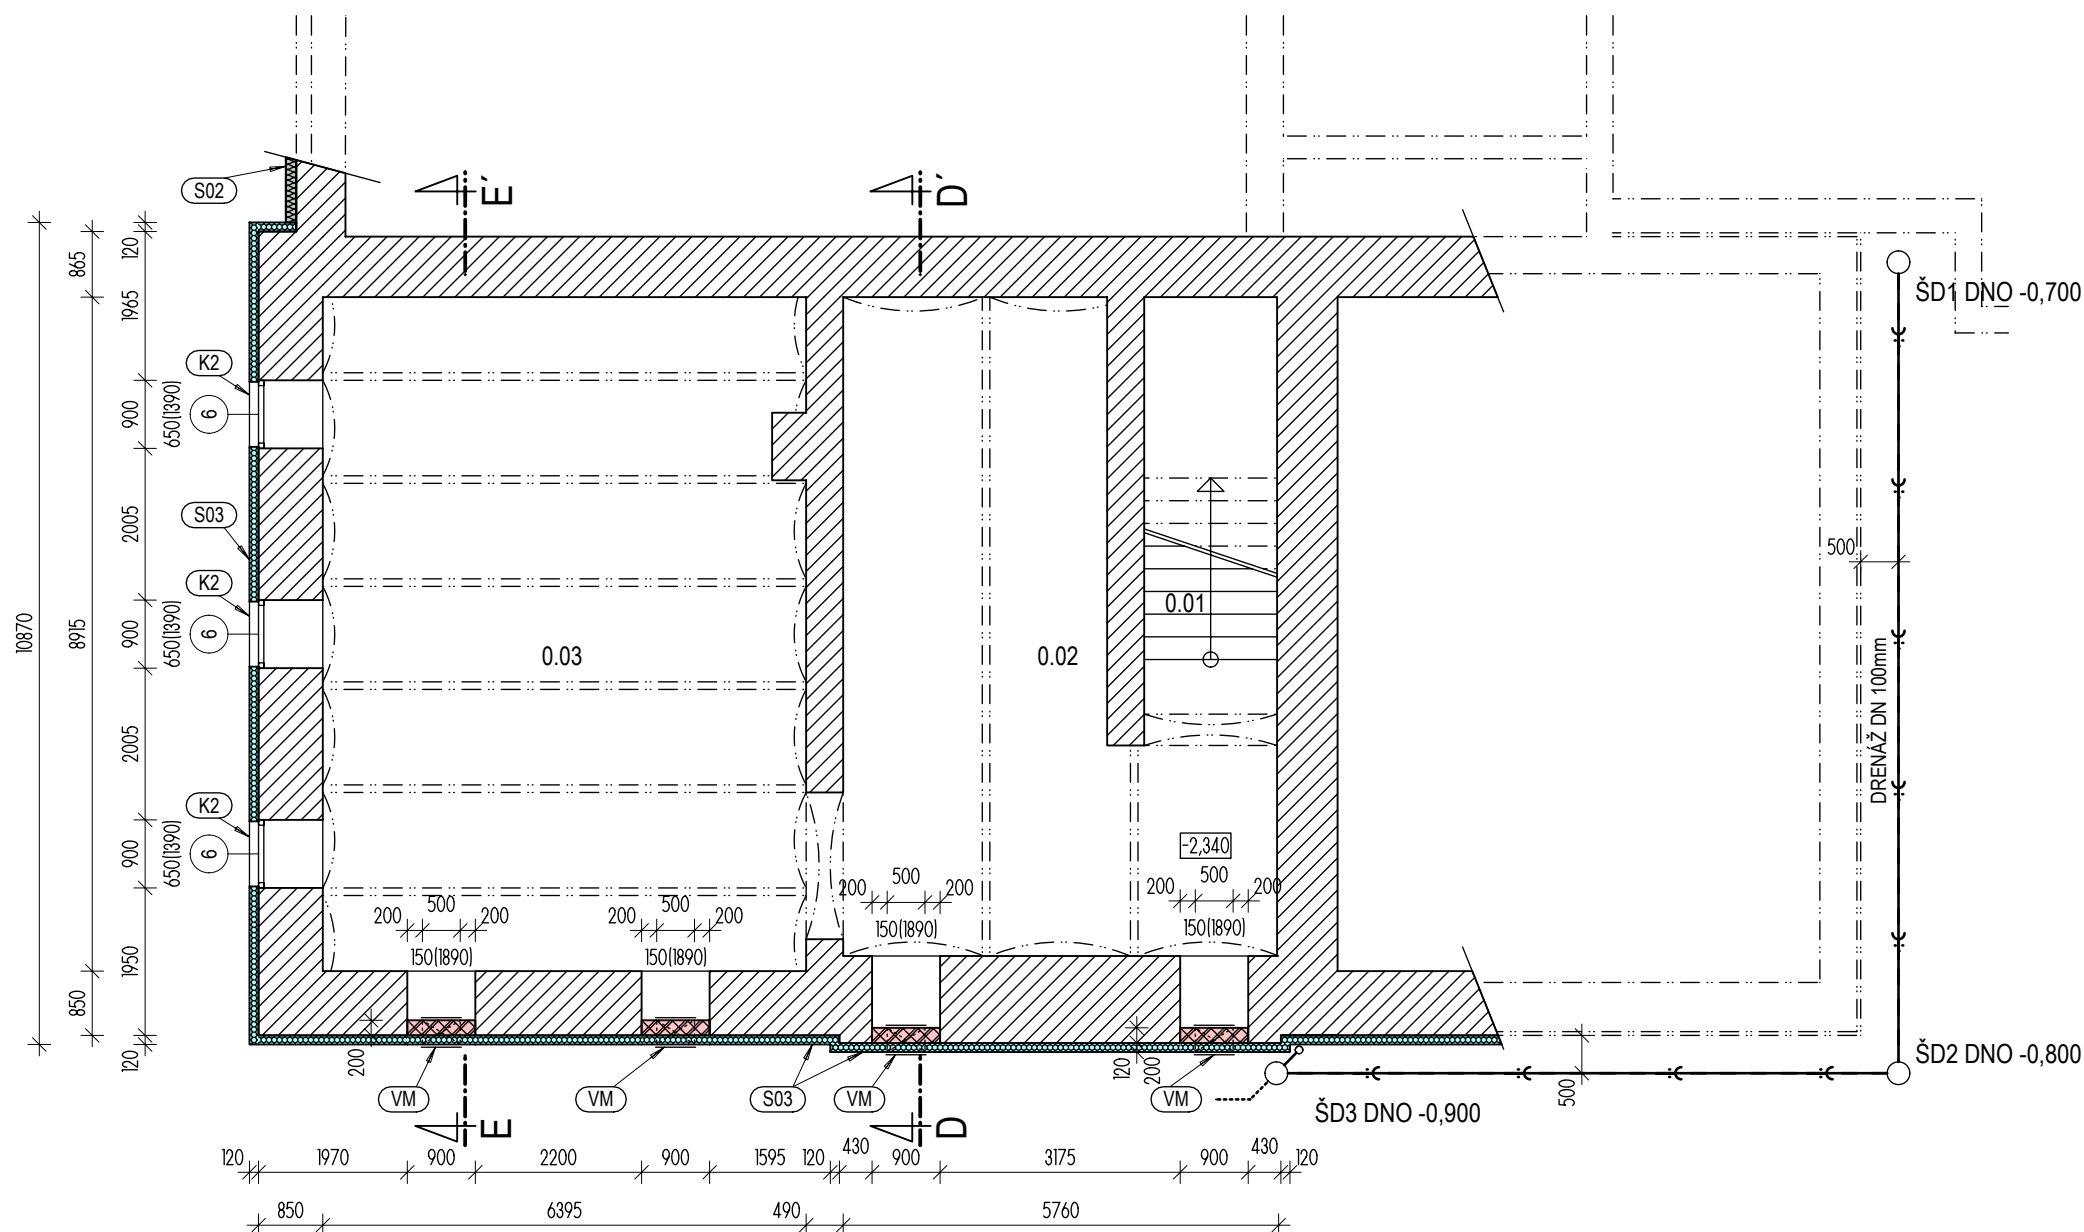 S02
E´
D´
120
865
1965
K2
6
900
650(1390)
ŠD1 DNO -0,700
S03
2005
500
K2
6
900
650(1390)
0.01
10870
8915
0.03
0.02
DRENÁŽ DN 100mm
2005
K2
6
900
650(1390)
-2,340
200 500 200
150(1890)
200 500 200
150(1890)
200 500 200
150(1890)
200 500 200
150(1890)
1950
850
120
200
120
200
500
VM
VM
S03
VM
VM
ŠD2 DNO -0,800
ŠD3 DNO -0,900
E
D
120 1970 900 2200 900 1595 120 430 900 3175 900 430 120
850 6395 490 5760